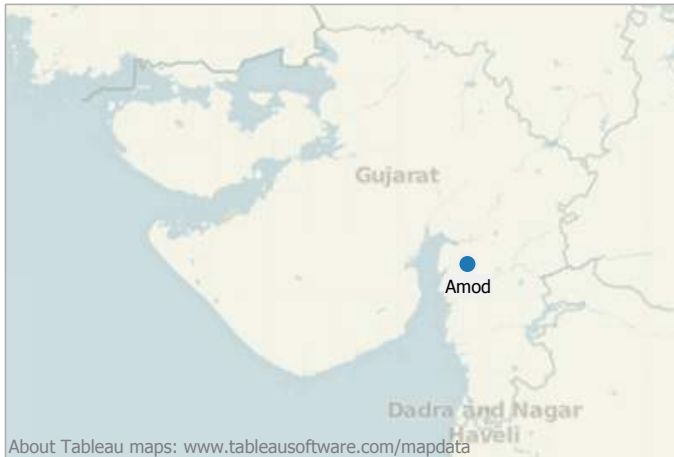 Gujarat
Amod
Dadra and Nagar
Haveli
About Tableau maps: www.tableausoftware.com/mapdata